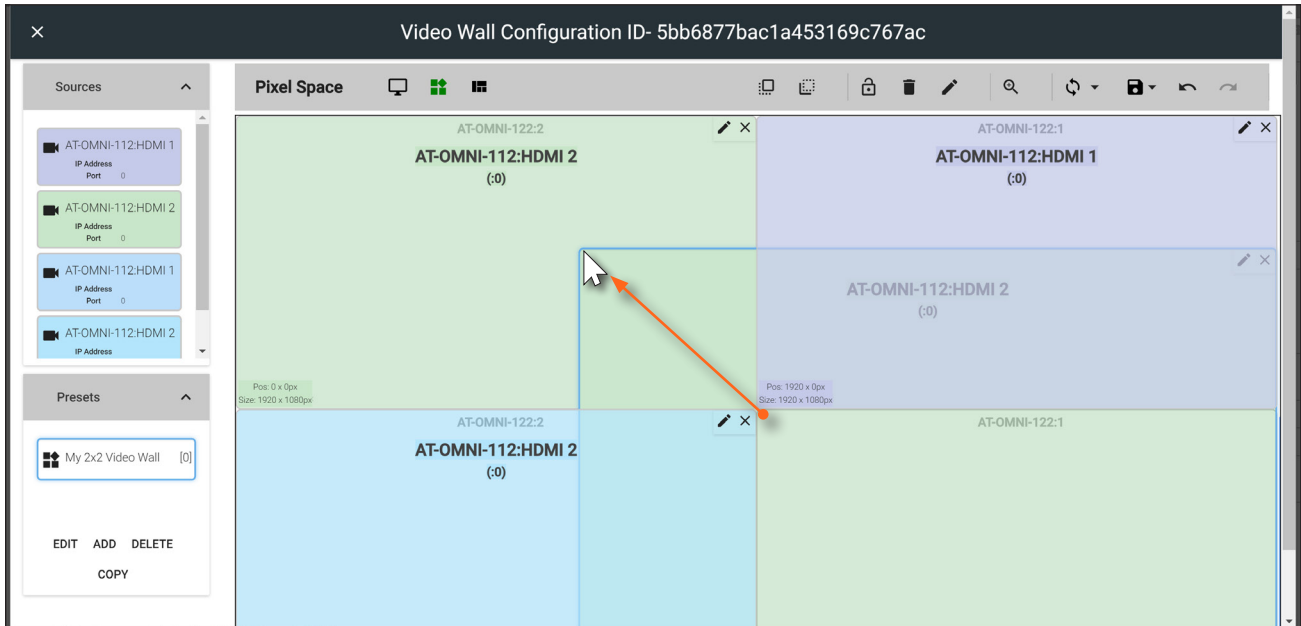 Video Wall Configuration ID- 5bb6877bac1a453169c767ac
Sources
AT-OMNI-112:HDMI 1
IP Address
Port 0
AT-OMNI-112:HDMI 2
IP Address
Port 0
AT-OMNI-112:HDMI 1
IP Address
Port 0
AT-OMNI-112:HDMI 2
IP Address
Presets
My 2x2 Video Wall [0]
EDIT ADD DELETE
COPY
Pixel Space
AT-OMNI-122:2
AT-OMNI-112:HDMI 2
(:0)
Pos: 0 x 0px
Size: 1920 x 1080px
AT-OMNI-122:1
AT-OMNI-112:HDMI 1
(:0)
AT-OMNI-112:HDMI 2
(:0)
Pos: 1920 x 0px
Size: 1920 x 1080px
AT-OMNI-122:2
AT-OMNI-112:HDMI 2
(:0)
AT-OMNI-122:1